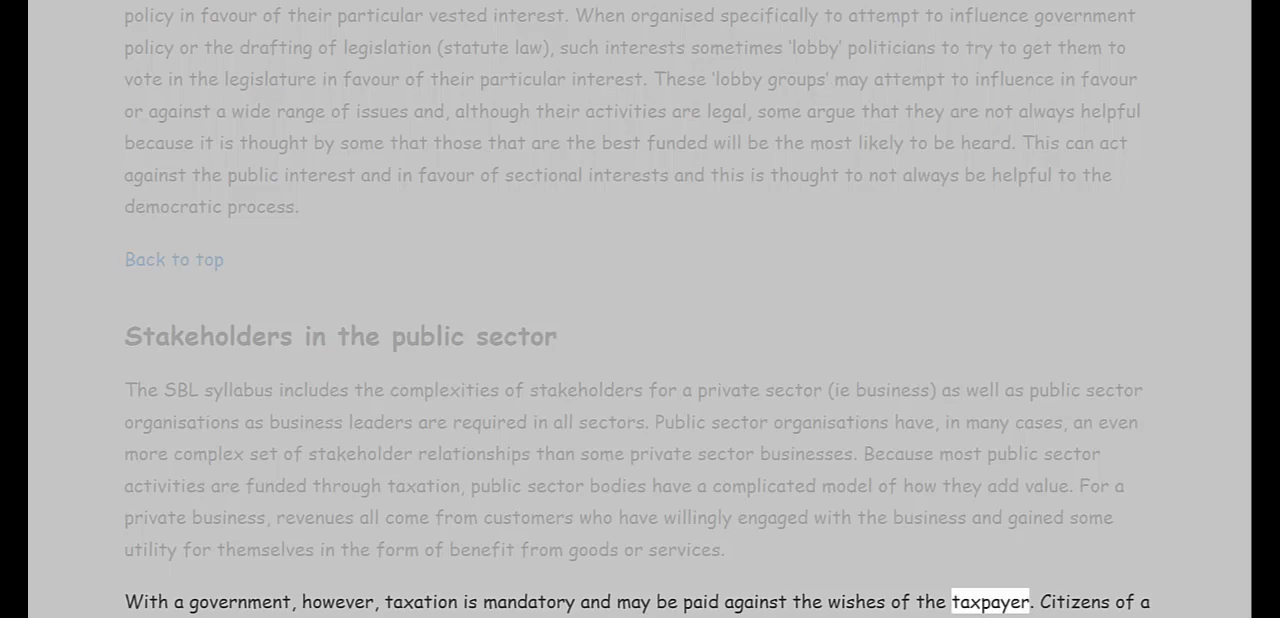 policy in favour of their particular vested interest. When organised specifically to attempt to influence government
policy or the drafting of legislation (statute law), such interests sometimes ‘lobby’ politicians to try to get them to
vote in the legislature in favour of their particular interest. These ‘lobby groups’ may attempt to influence in favour
or against a wide range of issues and, although their activities are legal, some argue that they are not always helpful
because it is thought by some that those that are the best funded will be the most likely to be heard. This can act
against the public interest and in favour of sectional interests and this is thought to not always be helpful to the
democratic process.
Back to top
Stakeholders in the public sector
The SBL syllabus includes the complexities of stakeholders for a private sector (ie business) as well as public sector
organisations as business leaders are required in all sectors. Public sector organisations have, in many cases, an even
more complex set of stakeholder relationships than some private sector businesses. Because most public sector
activities are funded through taxation, public sector bodies have a complicated model of how they add value. For a
private business, revenues all come from customers who have willingly engaged with the business and gained some
utility for themselves in the form of benefit from goods or services.
With a government, however, taxation is mandatory and may be paid against the wishes of the taxpayer. Citizens of a